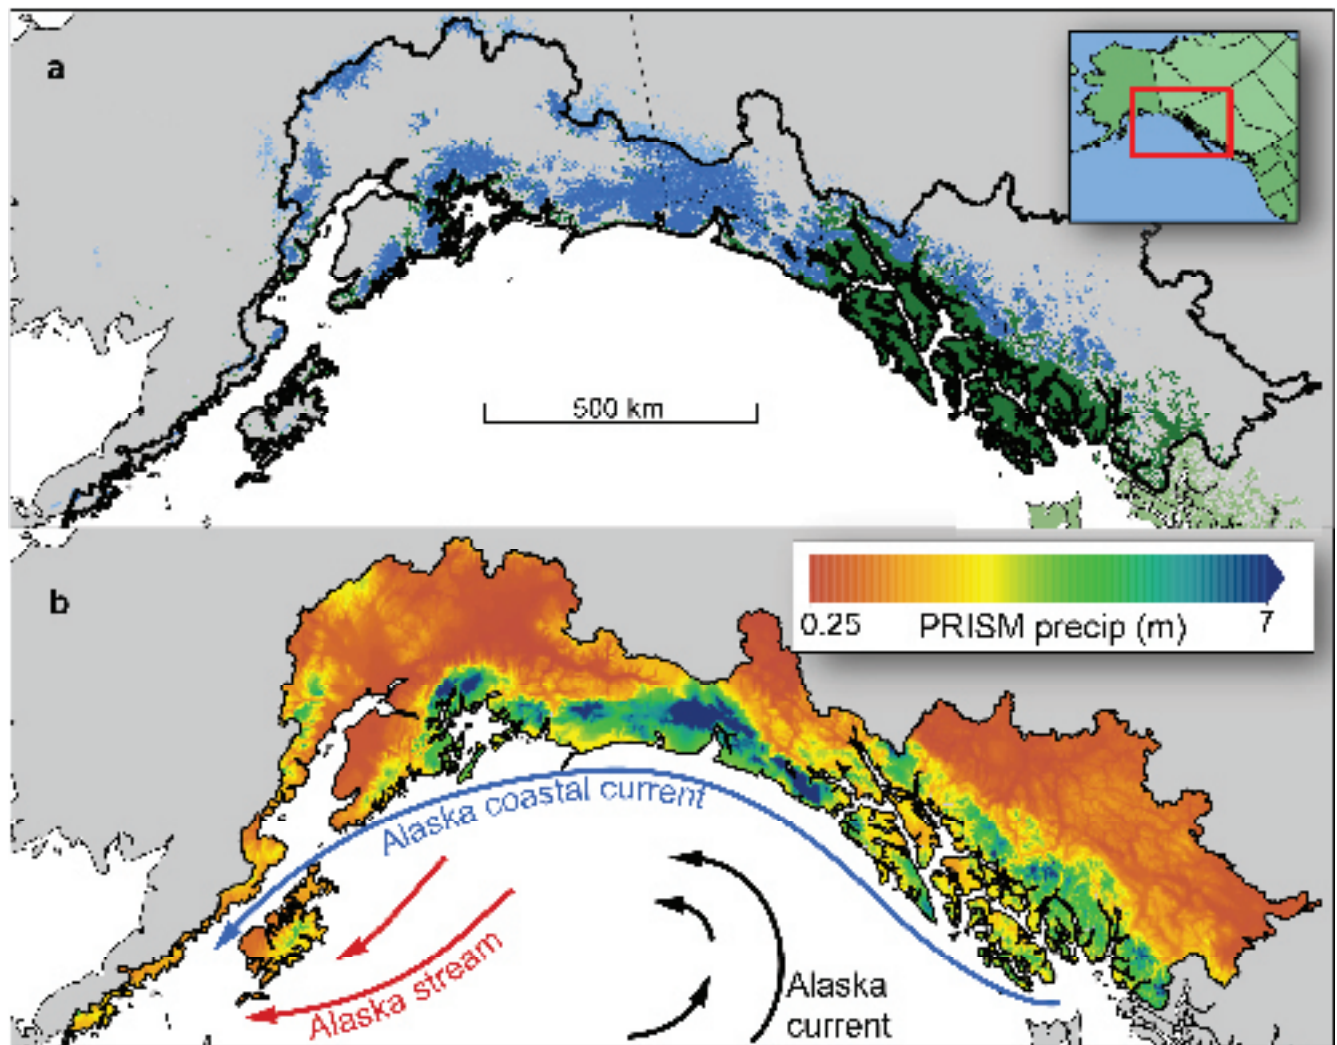 a
500 km
b
0.25 PRISM precip (m) 7
Alaska coastal current
Alaska stream
Alaska
current